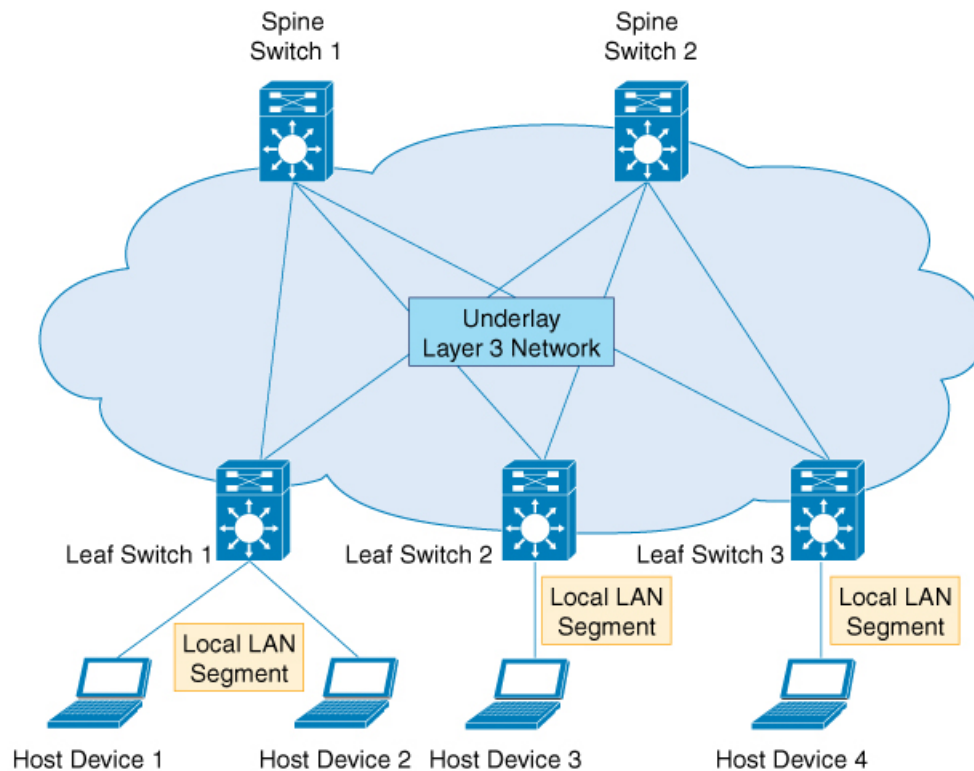 Spine
Switch 1
Spine
Switch 2
Underlay
Layer 3 Network
Leaf Switch 1
Leaf Switch 2
Leaf Switch 3
Local LAN
Segment
Local LAN
Segment
Local LAN
Segment
Host Device 1
Host Device 2
Host Device 3
Host Device 4